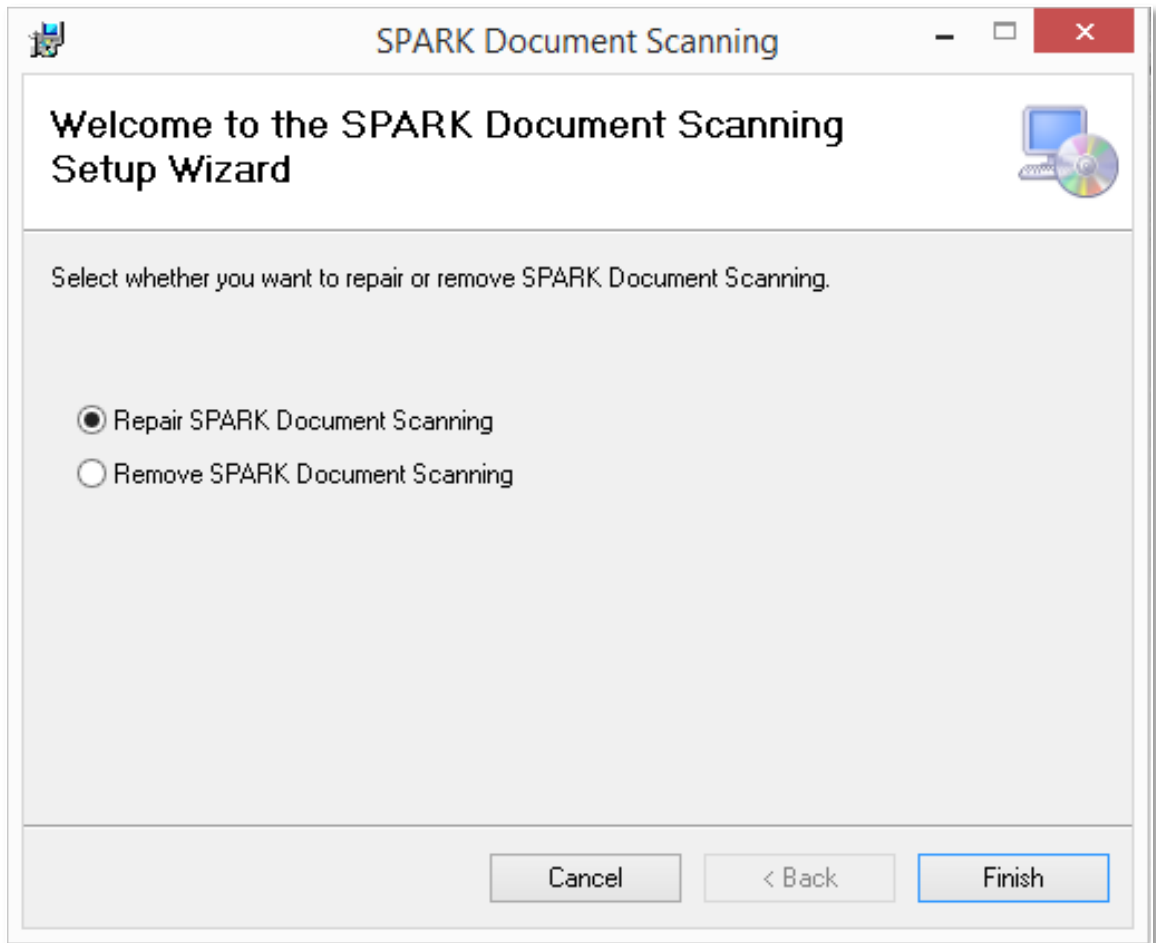 SPARK Document Scanning
Welcome to the SPARK Document Scanning
Setup Wizard
Select whether you want to repair or remove SPARK Document Scanning.
Repair SPARK Document Scanning
Remove SPARK Document Scanning
Cancel
< Back
Finish